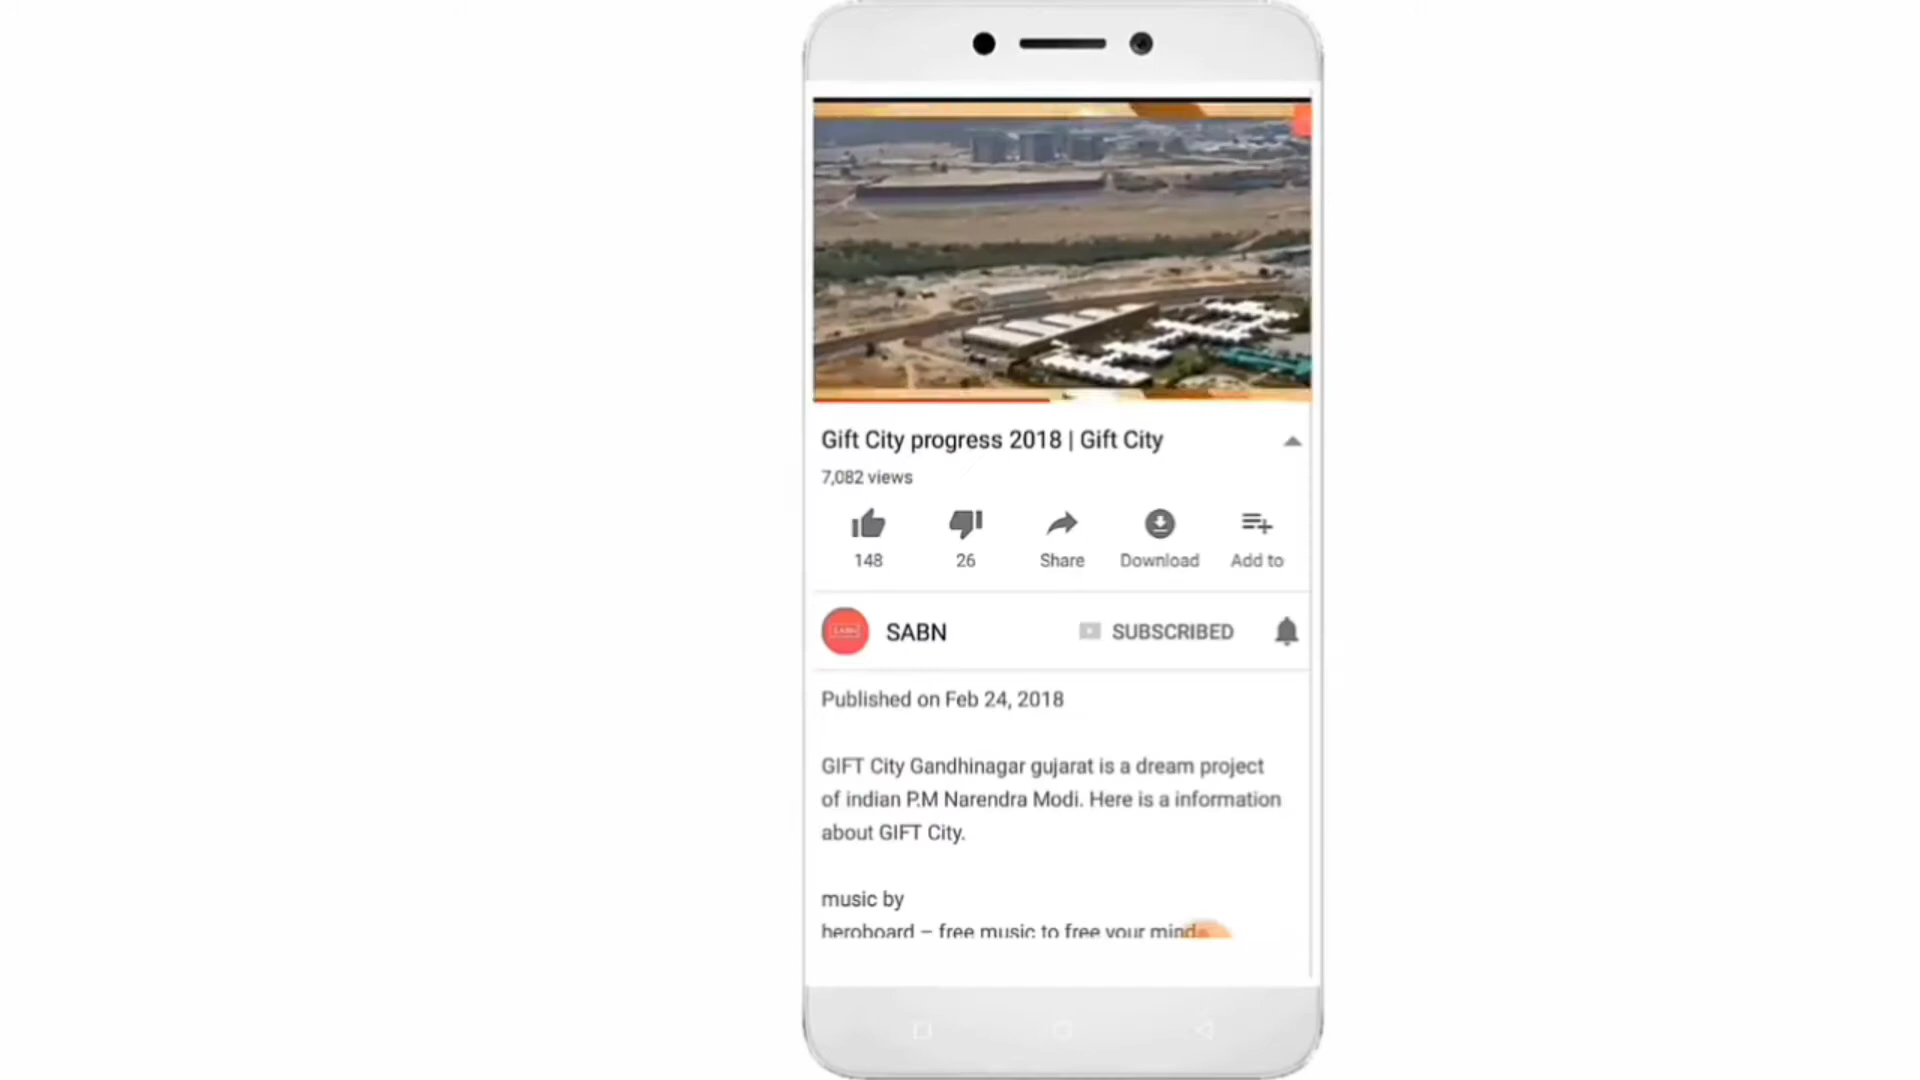 Gift City progress 2018 | Gift City
7,082 views
148 26 Share Download Add to
SABN SUBSCRIBED
Published on Feb 24, 2018
GIFT City Gandhinagar gujarat is a dream project
of indian P.M Narendra Modi. Here is a information
about GIFT City.
music by
heroboard – free music to free your mind